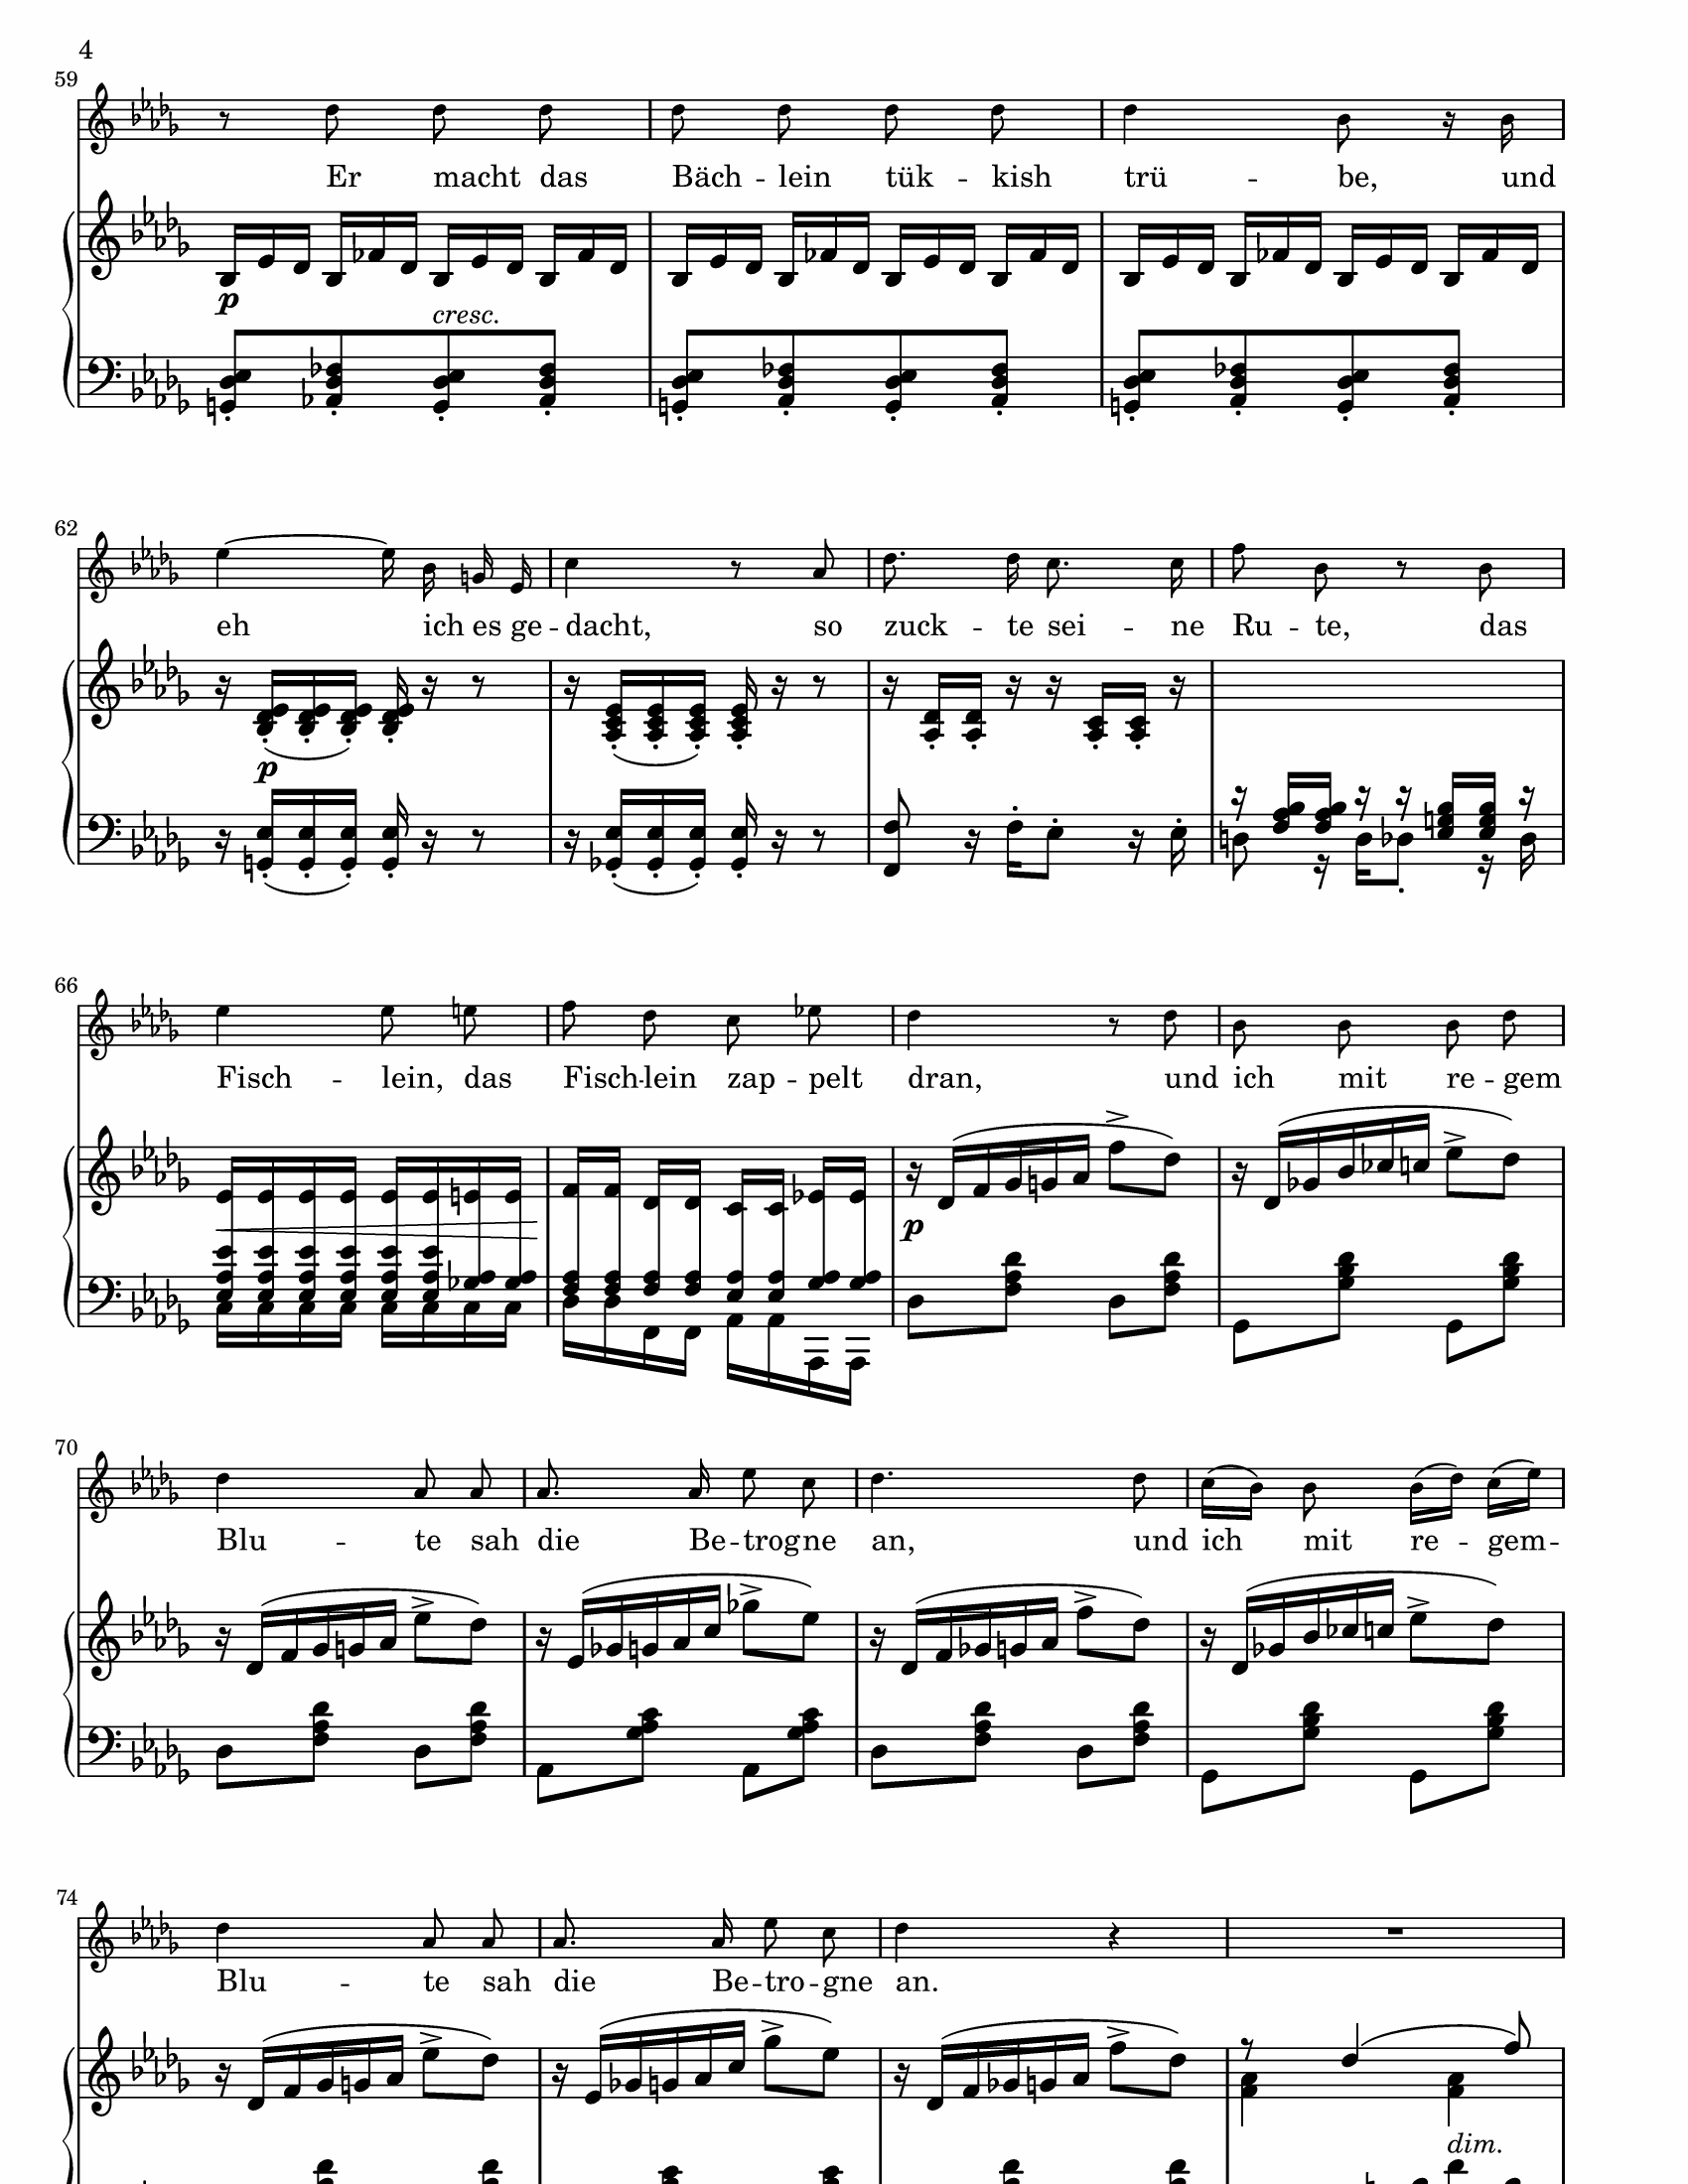 4
59
Er macht das Bäch - lein tük - kish trü - be, und
p
cresc.
62
eh ich es ge - dacht, so zuck - te sei - ne Ru - te, das
p
66
Fisch - lein, das Fisch - lein zap - pelt dran, und ich mit re - gem
p
70
Blu - te sah die Be - trogne an, und ich mit re - gem -
74
Blu - te sah die Be - tro - gne an.
dim.